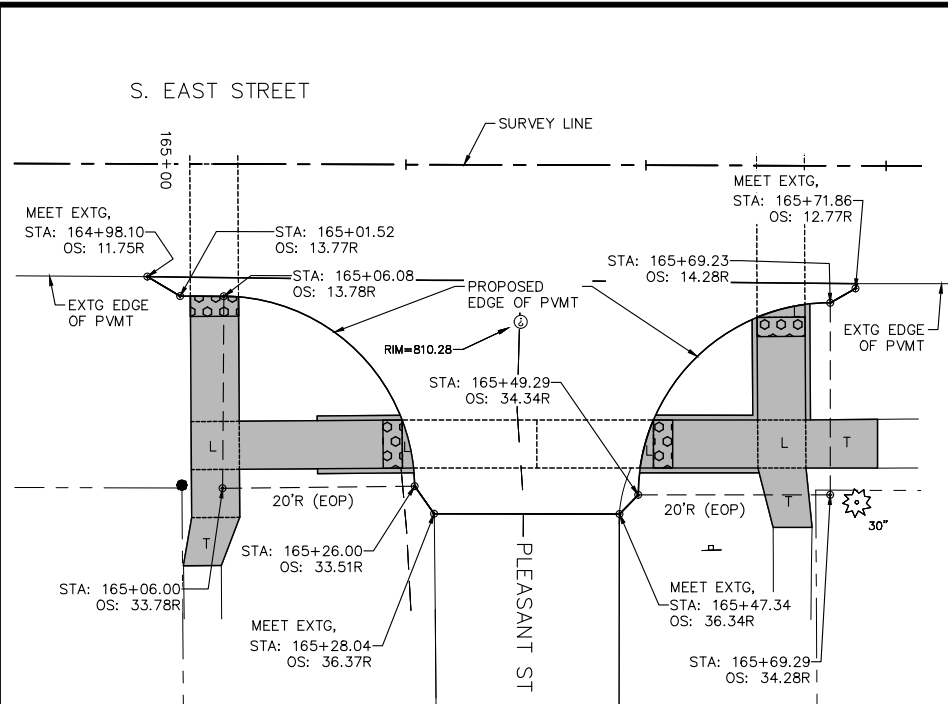 S. EAST STREET
SURVEY LINE
165+00
MEET EXTG,
STA: 165+71.86
OS: 12.77R
MEET EXTG,
STA: 164+98.10
OS: 11.75R
STA: 165+01.52
OS: 13.77R
STA: 165+06.08
OS: 13.78R
STA: 165+69.23
OS: 14.28R
PROPOSED
EDGE OF PVMT
EXTG EDGE
OF PVMT
EXTG EDGE
OF PVMT
RIM=810.28
STA: 165+49.29
OS: 34.34R
L
L
L
L
T
20'R (EOP)
20'R (EOP)
T
30"
T
STA: 165+26.00
OS: 33.51R
PLEASANT ST
STA: 165+06.00
OS: 33.78R
MEET EXTG,
STA: 165+28.04
OS: 36.37R
MEET EXTG,
STA: 165+47.34
OS: 36.34R
STA: 165+69.29
OS: 34.28R